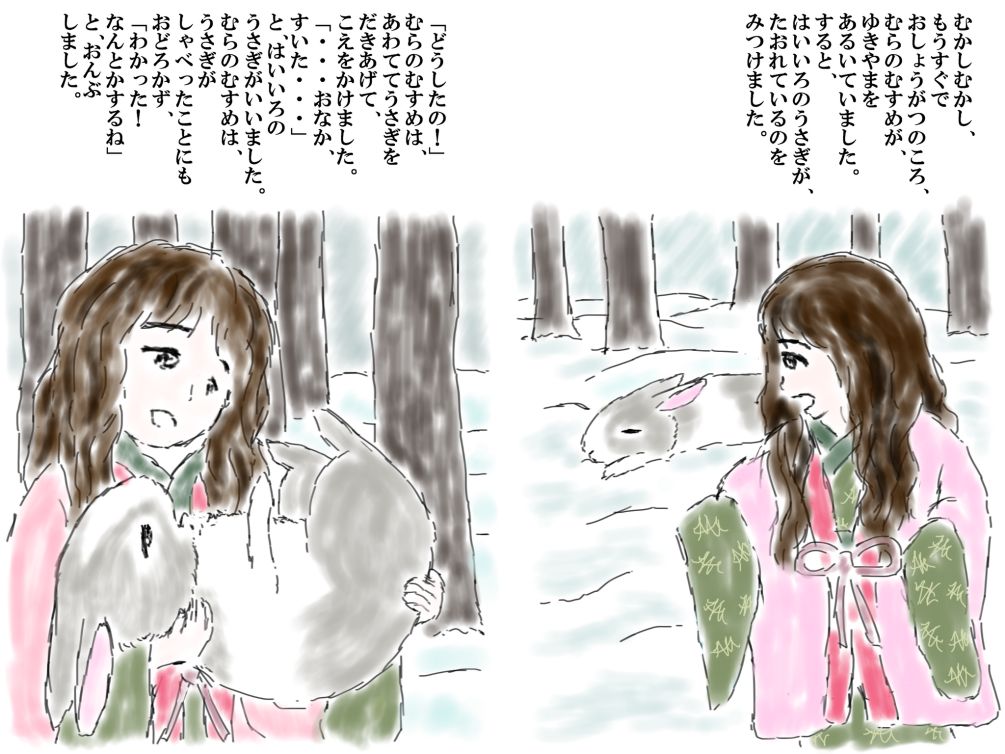 むかしむかし、
もうすぐで
おしょうがつのころ、
むらのむすめが、
ゆきやまを
あるいていました。
すると、
はいいろのうさぎが、
たおれているのを
みつけました。
「どうしたの！」
むらのむすめは、
あわててうさぎを
だきあげて、
こえをかけました。
「・・・おなか、
すいた・・・」
と、はいいろの
うさぎがいいました。
むらのむすめは、
うさぎが
しゃべったことにも
おどろかず、
「わかった！
なんとかするね」
と、おんぶ
しました。